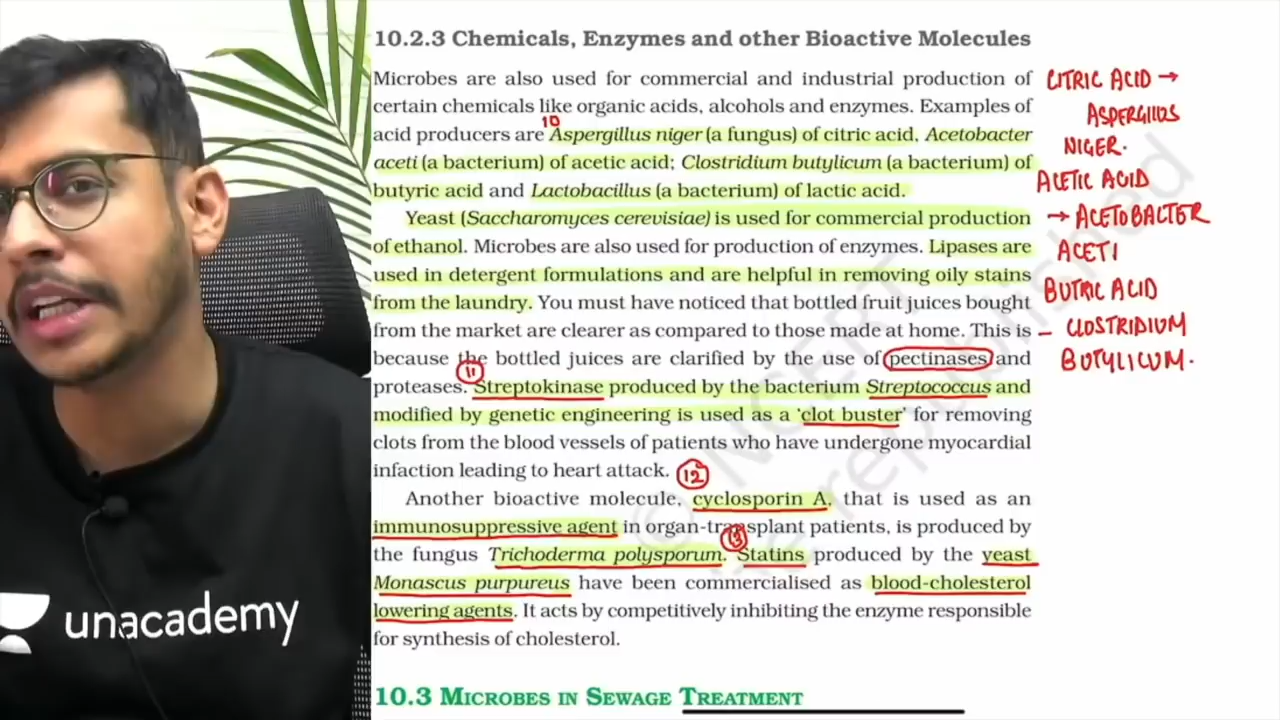 10.2.3 Chemicals, Enzymes and other Bioactive Molecules
Microbes are also used for commercial and industrial production of
certain chemicals like organic acids, alcohols and enzymes. Examples of
10
acid producers are Aspergillus niger (a fungus) of citric acid, Acetobacter
aceti (a bacterium) of acetic acid; Clostridium butylicum (a bacterium) of
butyric acid and Lactobacillus (a bacterium) of lactic acid.
Yeast (Saccharomyces cerevisiae) is used for commercial production
of ethanol. Microbes are also used for production of enzymes. Lipases are
used in detergent formulations and are helpful in removing oily stains
from the laundry. You must have noticed that bottled fruit juices bought
from the market are clearer as compared to those made at home. This is
because the bottled juices are clarified by the use of pectinases and
11
proteases. Streptokinase produced by the bacterium Streptococcus and
modified by genetic engineering is used as a ‘clot buster’ for removing
clots from the blood vessels of patients who have undergone myocardial
infaction leading to heart attack.
12
Another bioactive molecule, cyclosporin A, that is used as an
immunosuppressive agent in organ-transplant patients, is produced by
13
the fungus Trichoderma polysporum. Statins produced by the yeast
Monascus purpureus have been commercialised as blood-cholesterol
lowering agents. It acts by competitively inhibiting the enzyme responsible
for synthesis of cholesterol.
10.3 MICROBES IN SEWAGE TREATMENT
CITRIC ACID →
ASPERGILLUS
NIGER.
ACETIC ACID
→ ACETOBACTER
ACETI
BUTRIC ACID
– CLOSTRIDIUM
BUTYLICUM.
unacademy
© NCERT
republished